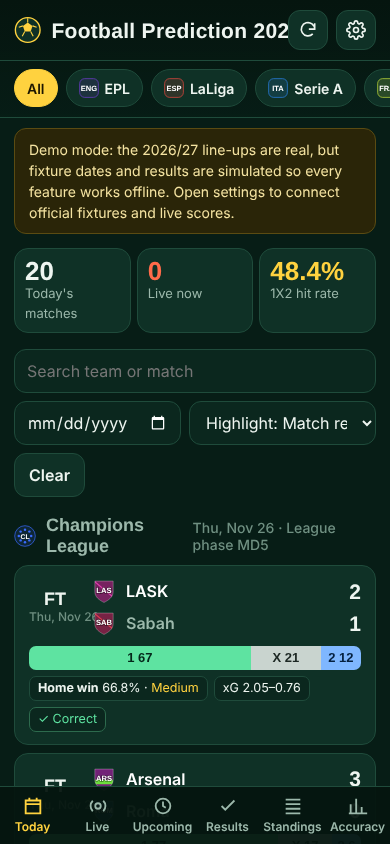 Football Prediction 202
All
ENG EPL
ESP LaLiga
ITA Serie A
FR
Demo mode: the 2026/27 line-ups are real, but
fixture dates and results are simulated so every
feature works offline. Open settings to connect
official fixtures and live scores.
20
Today's
matches
0
Live now
48.4%
1X2 hit rate
Search team or match
mm/dd/yyyy
Highlight: Match re
Clear
CL
Champions
League
Thu, Nov 26 · League
phase MD5
FT
Thu, Nov 26
LAS LASK 2
SAB Sabah 1
1 67
X 21
2 12
Home win 66.8% · Medium
xG 2.05–0.76
✓ Correct
FT
ARS Arsenal 3
Today
Live
Upcoming
Results
Standings
Accuracy